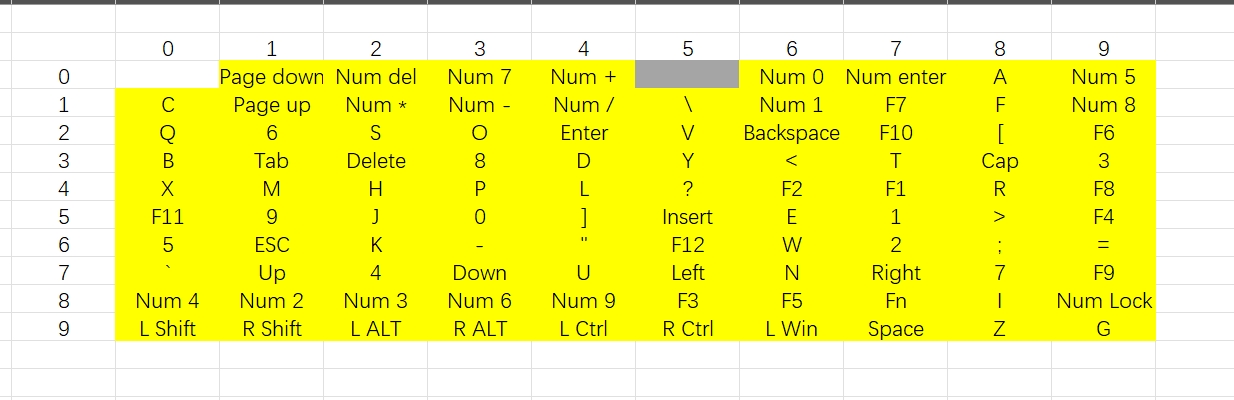 0 1 2 3 4 5 6 7 8 9
0 Page down Num del Num 7 Num + Num 0 Num enter A Num 5
1 C Page up Num * Num - Num / \ Num 1 F7 F Num 8
2 Q 6 S O Enter V Backspace F10 [ F6
3 B Tab Delete 8 D Y < T Cap 3
4 X M H P L ? F2 F1 R F8
5 F11 9 J 0 ] Insert E 1 > F4
6 5 ESC K - " F12 W 2 ; =
7 ` Up 4 Down U Left N Right 7 F9
8 Num 4 Num 2 Num 3 Num 6 Num 9 F3 F5 Fn I Num Lock
9 L Shift R Shift L ALT R ALT L Ctrl R Ctrl L Win Space Z G